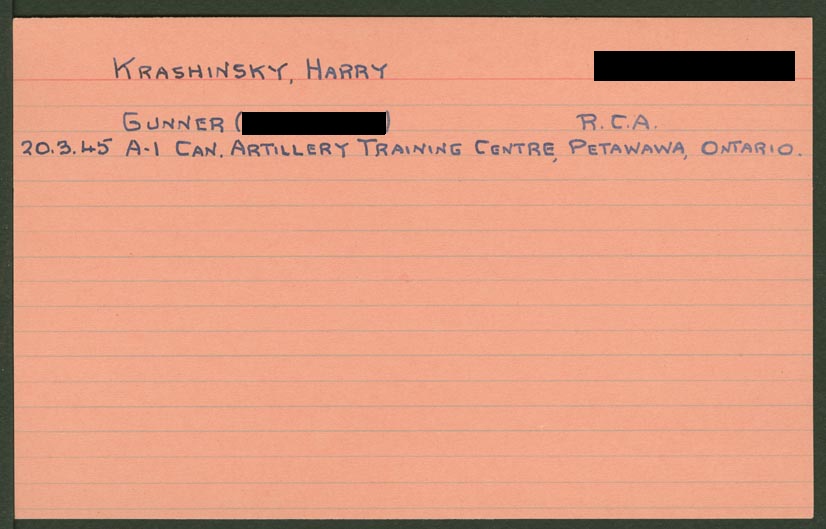 KRASHINSKY, HARRY
GUNNER ( ) R.C.A.
20.3.45 A-1 CAN. ARTILLERY TRAINING CENTRE, PETAWAWA, ONTARIO.